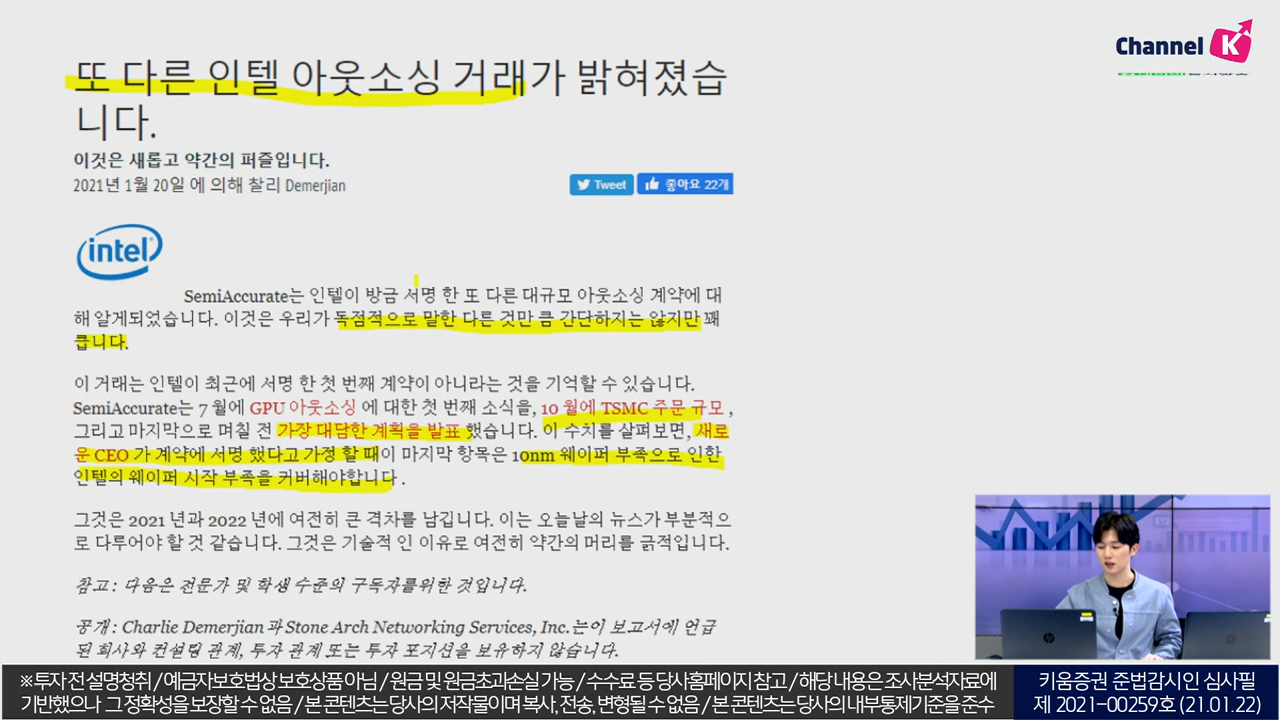 Channel K
또 다른 인텔 아웃소싱 거래가 밝혀졌습
니다.
이것은 새롭고 약간의 퍼즐입니다.
2021년 1월 20일 에 의해 찰리 Demerjian
Tweet
좋아요 22개
intel
SemiAccurate는 인텔이 방금 서명 한 또 다른 대규모 아웃소싱 계약에 대
해 알게되었습니다. 이것은 우리가 독점적으로 말한 다른 것만 큼 간단하지는 않지만 꽤
큽니다.
이 거래는 인텔이 최근에 서명 한 첫 번째 계약이 아니라는 것을 기억할 수 있습니다.
SemiAccurate는 7 월에 GPU 아웃소싱 에 대한 첫 번째 소식을, 10 월에 TSMC 주문 규모 ,
그리고 마지막으로 며칠 전 가장 대담한 계획을 발표 했습니다. 이 수치를 살펴보면, 새로
운 CEO 가 계약에 서명 했다고 가정 할 때이 마지막 항목은 10nm 웨이퍼 부족으로 인한
인텔의 웨이퍼 시작 부족을 커버해야합니다 .
그것은 2021 년과 2022 년에 여전히 큰 격차를 남깁니다. 이는 오늘날의 뉴스가 부분적으
로 다루어야 할 것 같습니다. 그것은 기술적 인 이유로 여전히 약간의 머리를 긁적입니다.
참고 : 다음은 전문가 및 학생 수준의 구독자를위한 것입니다.
공개 : Charlie Demerjian 과 Stone Arch Networking Services, Inc.는이 보고서에 언급
된 회사와 컨설팅 관계, 투자 관계 또는 투자 포지션을 보유하지 않습니다.
hp
※ 투자 전 설명청취 / 예금자보호법상 보호상품 아님 / 원금 및 원금초과손실 가능 / 수수료 등 당사홈페이지 참고 / 해당 내용은 조사분석자료에
기반했으나 그 정확성을 보장할 수 없음 / 본 콘텐츠는 당사의 저작물이며 복사, 전송, 변형될 수 없음 / 본 콘텐츠는 당사의 내부통제기준을 준수
키움증권 준법감시인 심사필
제 2021-00259호 (21.01.22)